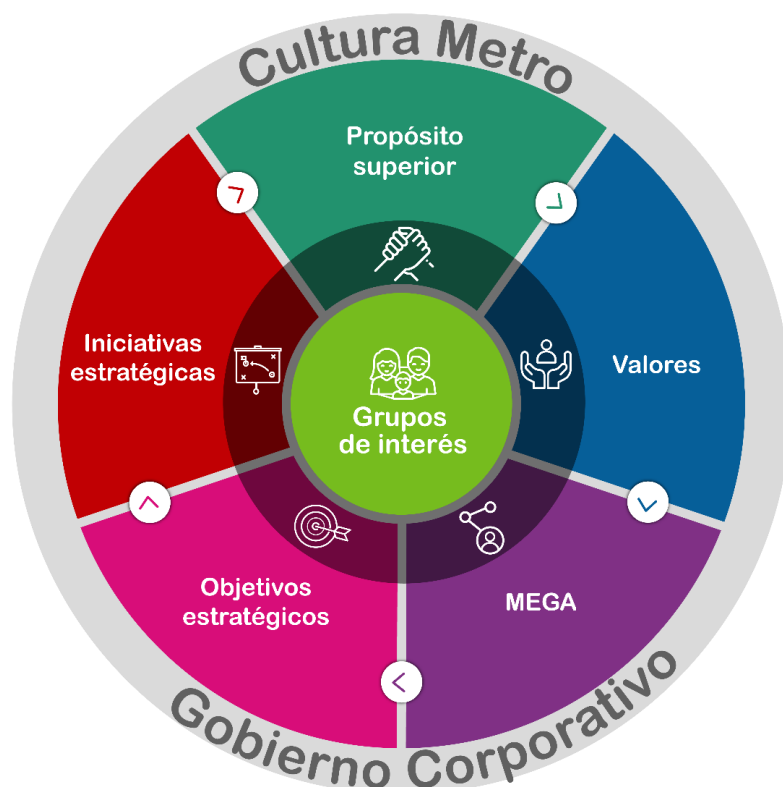 Cultura Metro
Propósito
superior
Iniciativas
estratégicas
Valores
Grupos
de interés
Objetivos
estratégicos
MEGA
Gobierno Corporativo